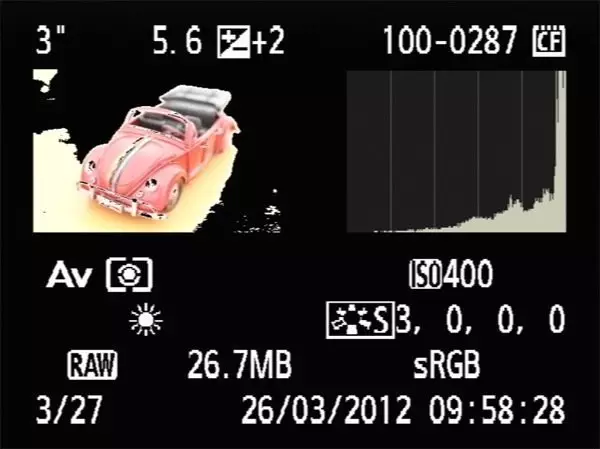 3" 5.6 +2 100-0287 CF
Av ISO400
S3, 0, 0, 0
RAW 26.7MB sRGB
3/27 26/03/2012 09:58:28